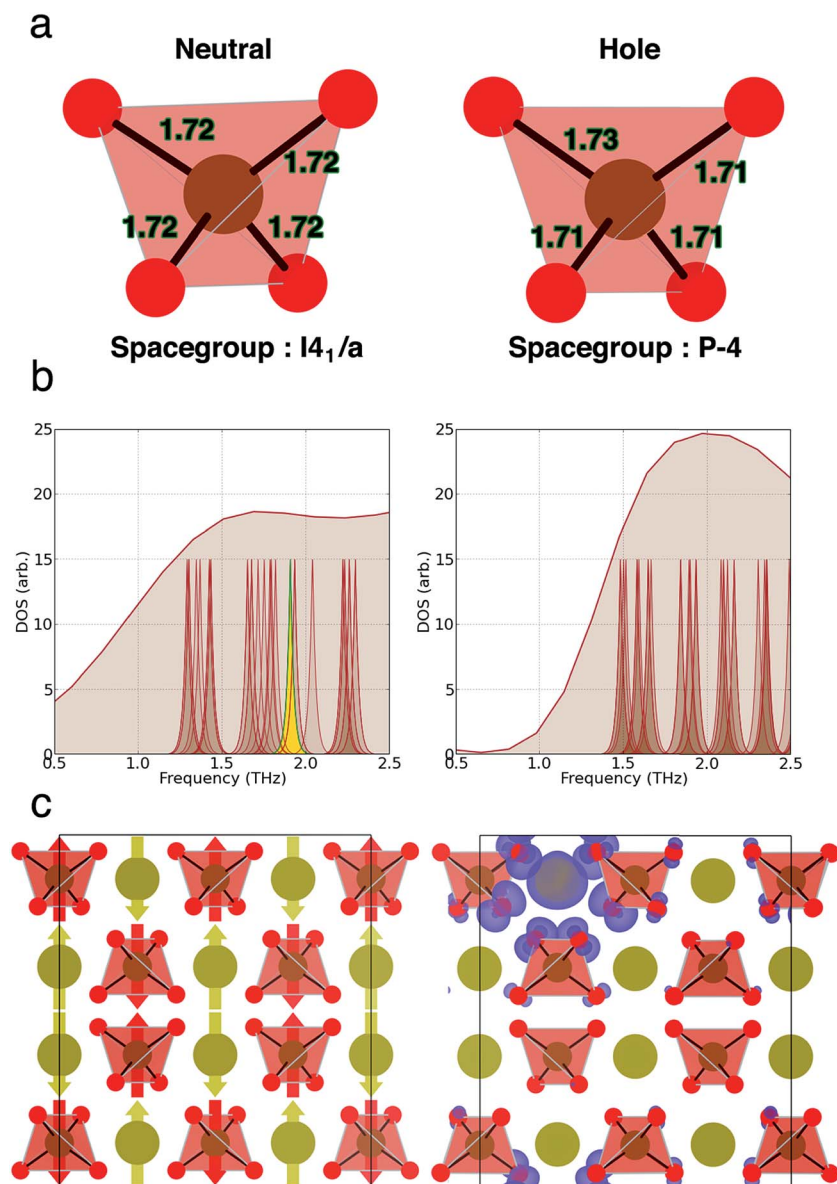 a
Neutral
Hole
1.72
1.72
1.72
1.72
1.73
1.71
1.71
1.71
Spacegroup : I4₁/a
Spacegroup : P-4
b
25
20
15
10
5
0
DOS (arb.)
0.5
1.0
1.5
2.0
2.5
Frequency (THz)
25
20
15
10
5
0
DOS (arb.)
0.5
1.0
1.5
2.0
2.5
Frequency (THz)
c